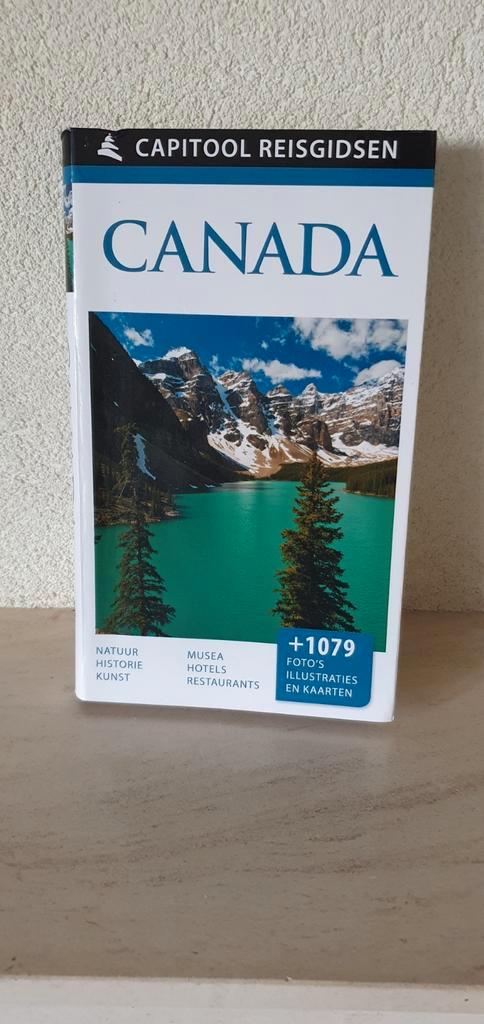 CAPITOOL REISGIDSEN
CANADA
NATUUR
HISTORIE
KUNST
MUSEA
HOTELS
RESTAURANTS
+1079
FOTO'S
ILLUSTRATIES
EN KAARTEN